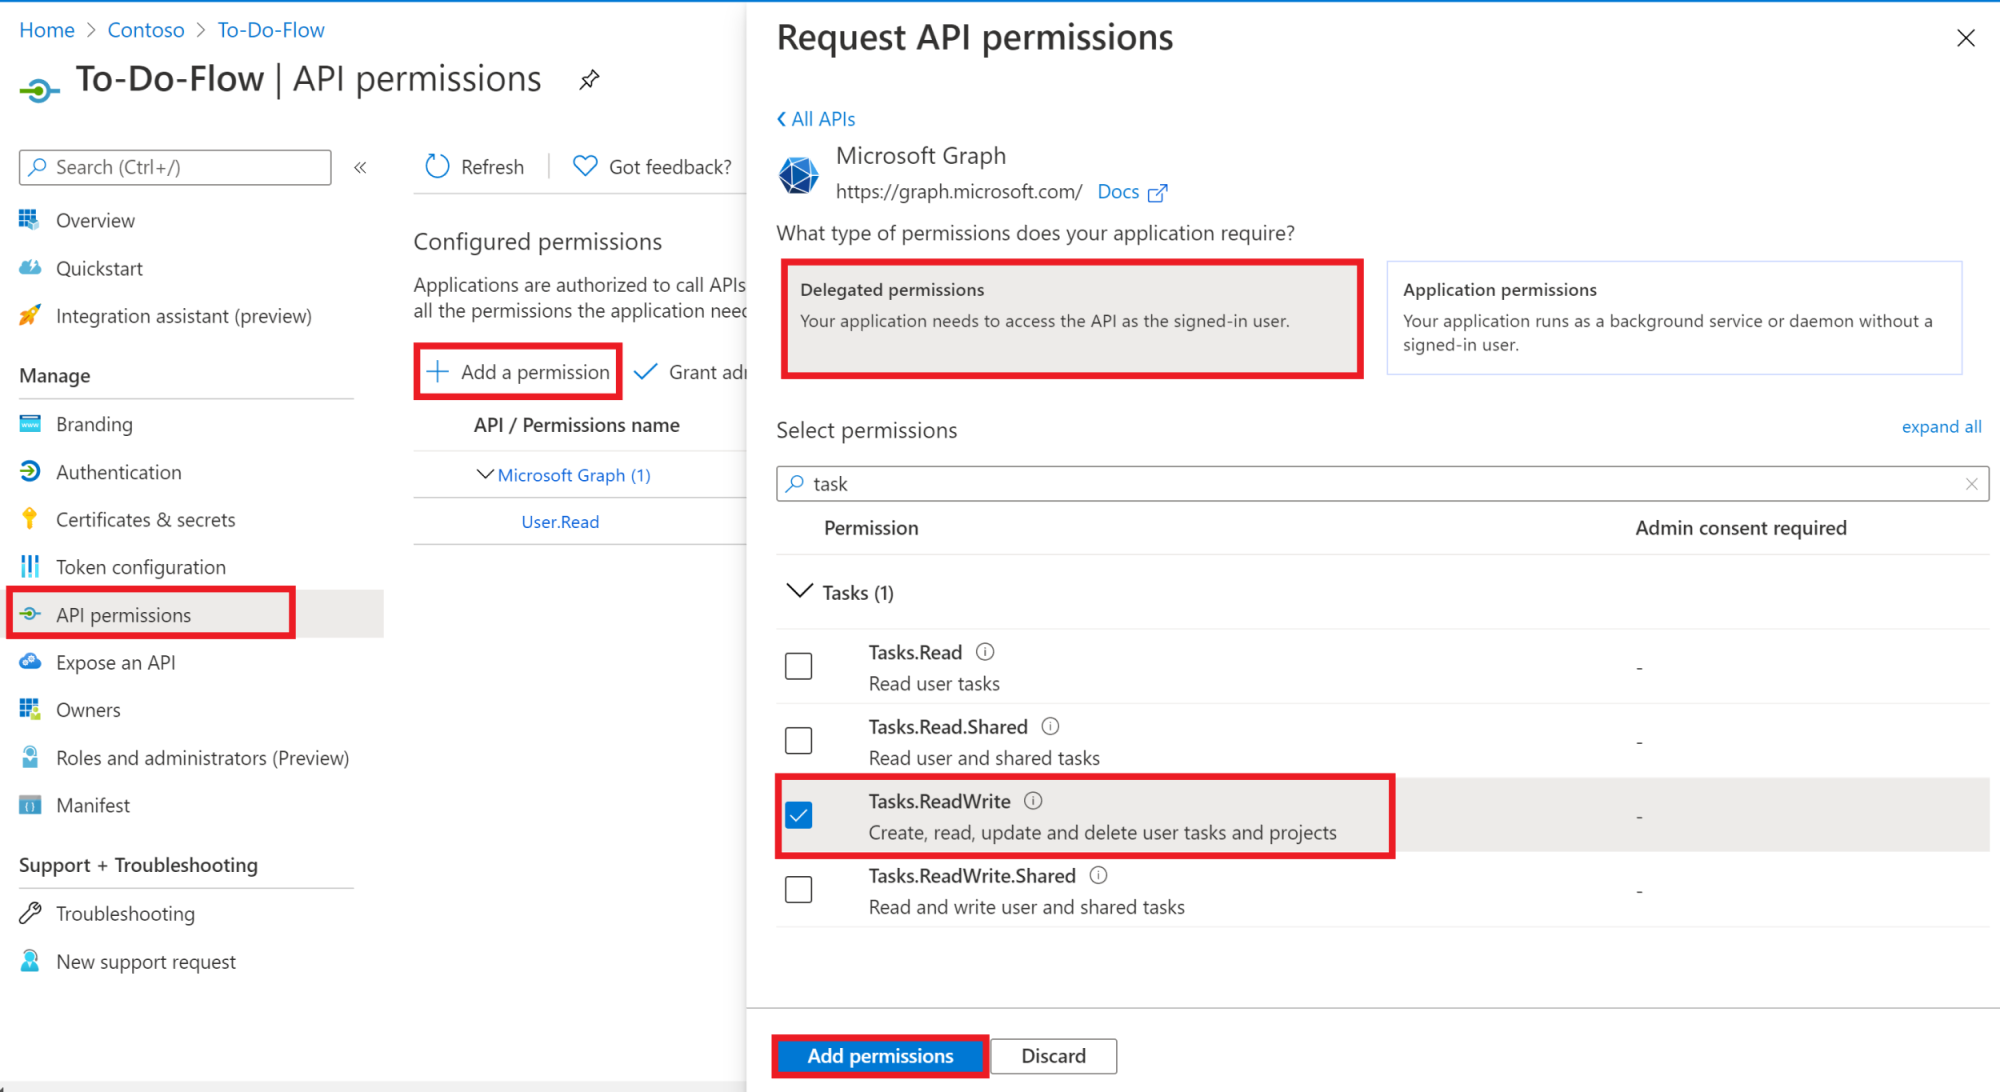 Home > Contoso > To-Do-Flow
To-Do-Flow | API permissions
Search (Ctrl+/)
«
Overview
Quickstart
Integration assistant (preview)
Manage
Branding
Authentication
Certificates & secrets
Token configuration
API permissions
Expose an API
Owners
Roles and administrators (Preview)
Manifest
Support + Troubleshooting
Troubleshooting
New support request
Refresh
Got feedback?
Configured permissions
Applications are authorized to call APIs
all the permissions the application need
Add a permission
Grant
API / Permissions name
Microsoft Graph (1)
User.Read
Request API permissions
All APIs
Microsoft Graph
https://graph.microsoft.com/ Docs
What type of permissions does your application require?
Delegated permissions
Your application needs to access the API as the signed-in user.
Application permissions
Your application runs as a background service or daemon without a
signed-in user.
Select permissions
expand all
task
Permission
Admin consent required
Tasks (1)
Tasks.Read
Read user tasks
-
Tasks.Read.Shared
Read user and shared tasks
-
Tasks.ReadWrite
Create, read, update and delete user tasks and projects
-
Tasks.ReadWrite.Shared
Read and write user and shared tasks
-
Add permissions
Discard